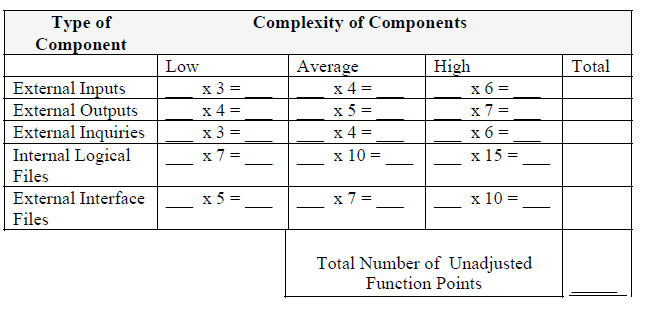 Type of Component Complexity of Components
Low Average High Total
External Inputs ___ x 3 = ___ ___ x 4 = ___ ___ x 6 = ___
External Outputs ___ x 4 = ___ ___ x 5 = ___ ___ x 7 = ___
External Inquiries ___ x 3 = ___ ___ x 4 = ___ ___ x 6 = ___
Internal Logical Files ___ x 7 = ___ ___ x 10 = ___ ___ x 15 = ___
External Interface Files ___ x 5 = ___ ___ x 7 = ___ ___ x 10 = ___
Total Number of Unadjusted
Function Points ____